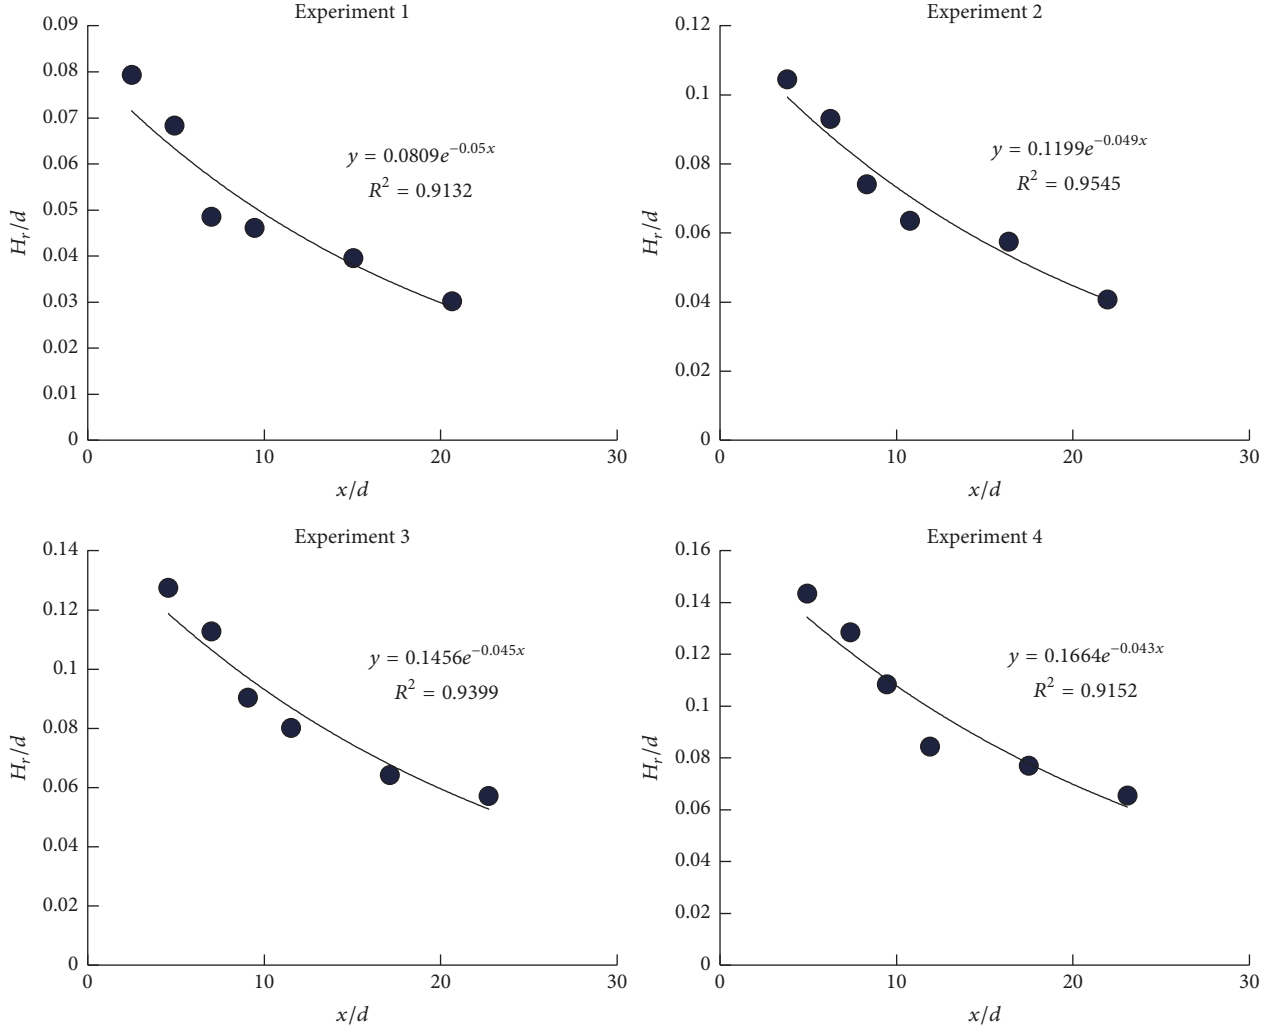 Experiment 1
0.09
0.08
0.07
0.06
0.05
0.04
0.03
0.02
0.01
0
H_r/d
y = 0.0809e^{−0.05x}
R² = 0.9132
0 10 20 30
x/d
Experiment 2
0.12
0.1
0.08
0.06
0.04
0.02
0
H_r/d
y = 0.1199e^{−0.049x}
R² = 0.9545
0 10 20 30
x/d
Experiment 3
0.14
0.12
0.1
0.08
0.06
0.04
0.02
0
H_r/d
y = 0.1456e^{−0.045x}
R² = 0.9399
0 10 20 30
x/d
Experiment 4
0.16
0.14
0.12
0.1
0.08
0.06
0.04
0.02
0
H_r/d
y = 0.1664e^{−0.043x}
R² = 0.9152
0 10 20 30
x/d